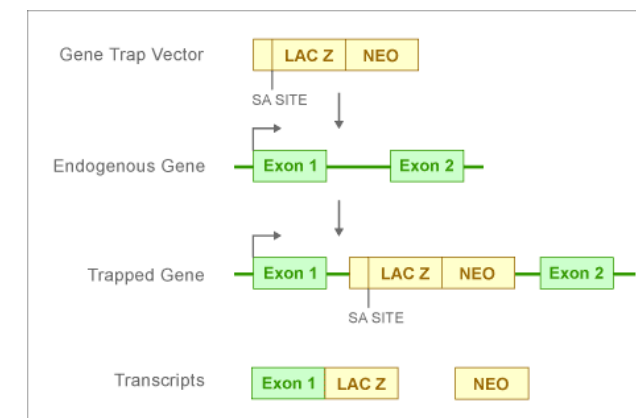 Gene Trap Vector
LAC Z NEO
SA SITE
Endogenous Gene
Exon 1 Exon 2
Trapped Gene
Exon 1 LAC Z NEO Exon 2
SA SITE
Transcripts
Exon 1 LAC Z NEO